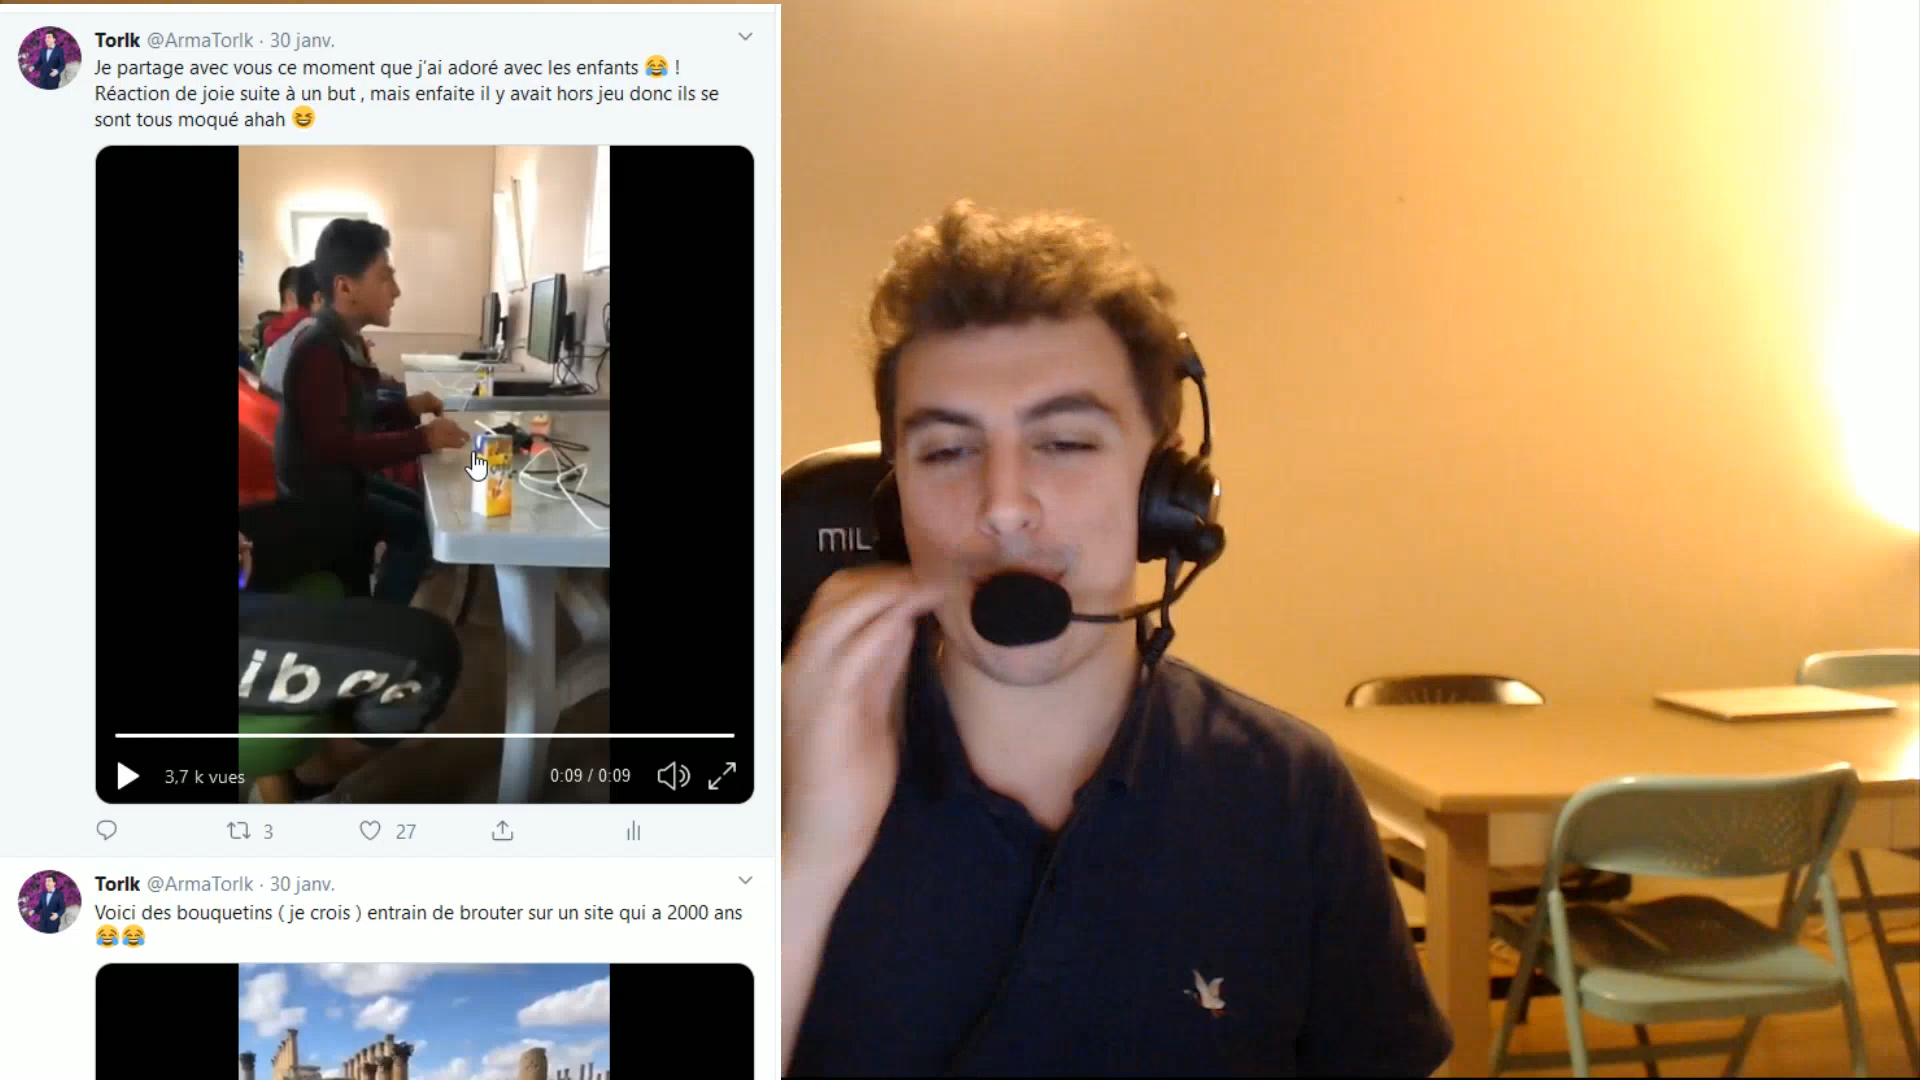 Torlk @ArmaTorlk · 30 janv.
Je partage avec vous ce moment que j'ai adoré avec les enfants 😂 !
Réaction de joie suite à un but , mais enfaite il y avait hors jeu donc ils se
sont tous moqué ahah 😆
3,7 k vues
0:09 / 0:09
3
27
Torlk @ArmaTorlk · 30 janv.
Voici des bouquetins ( je crois ) entrain de brouter sur un site qui a 2000 ans
😂😂
MIL